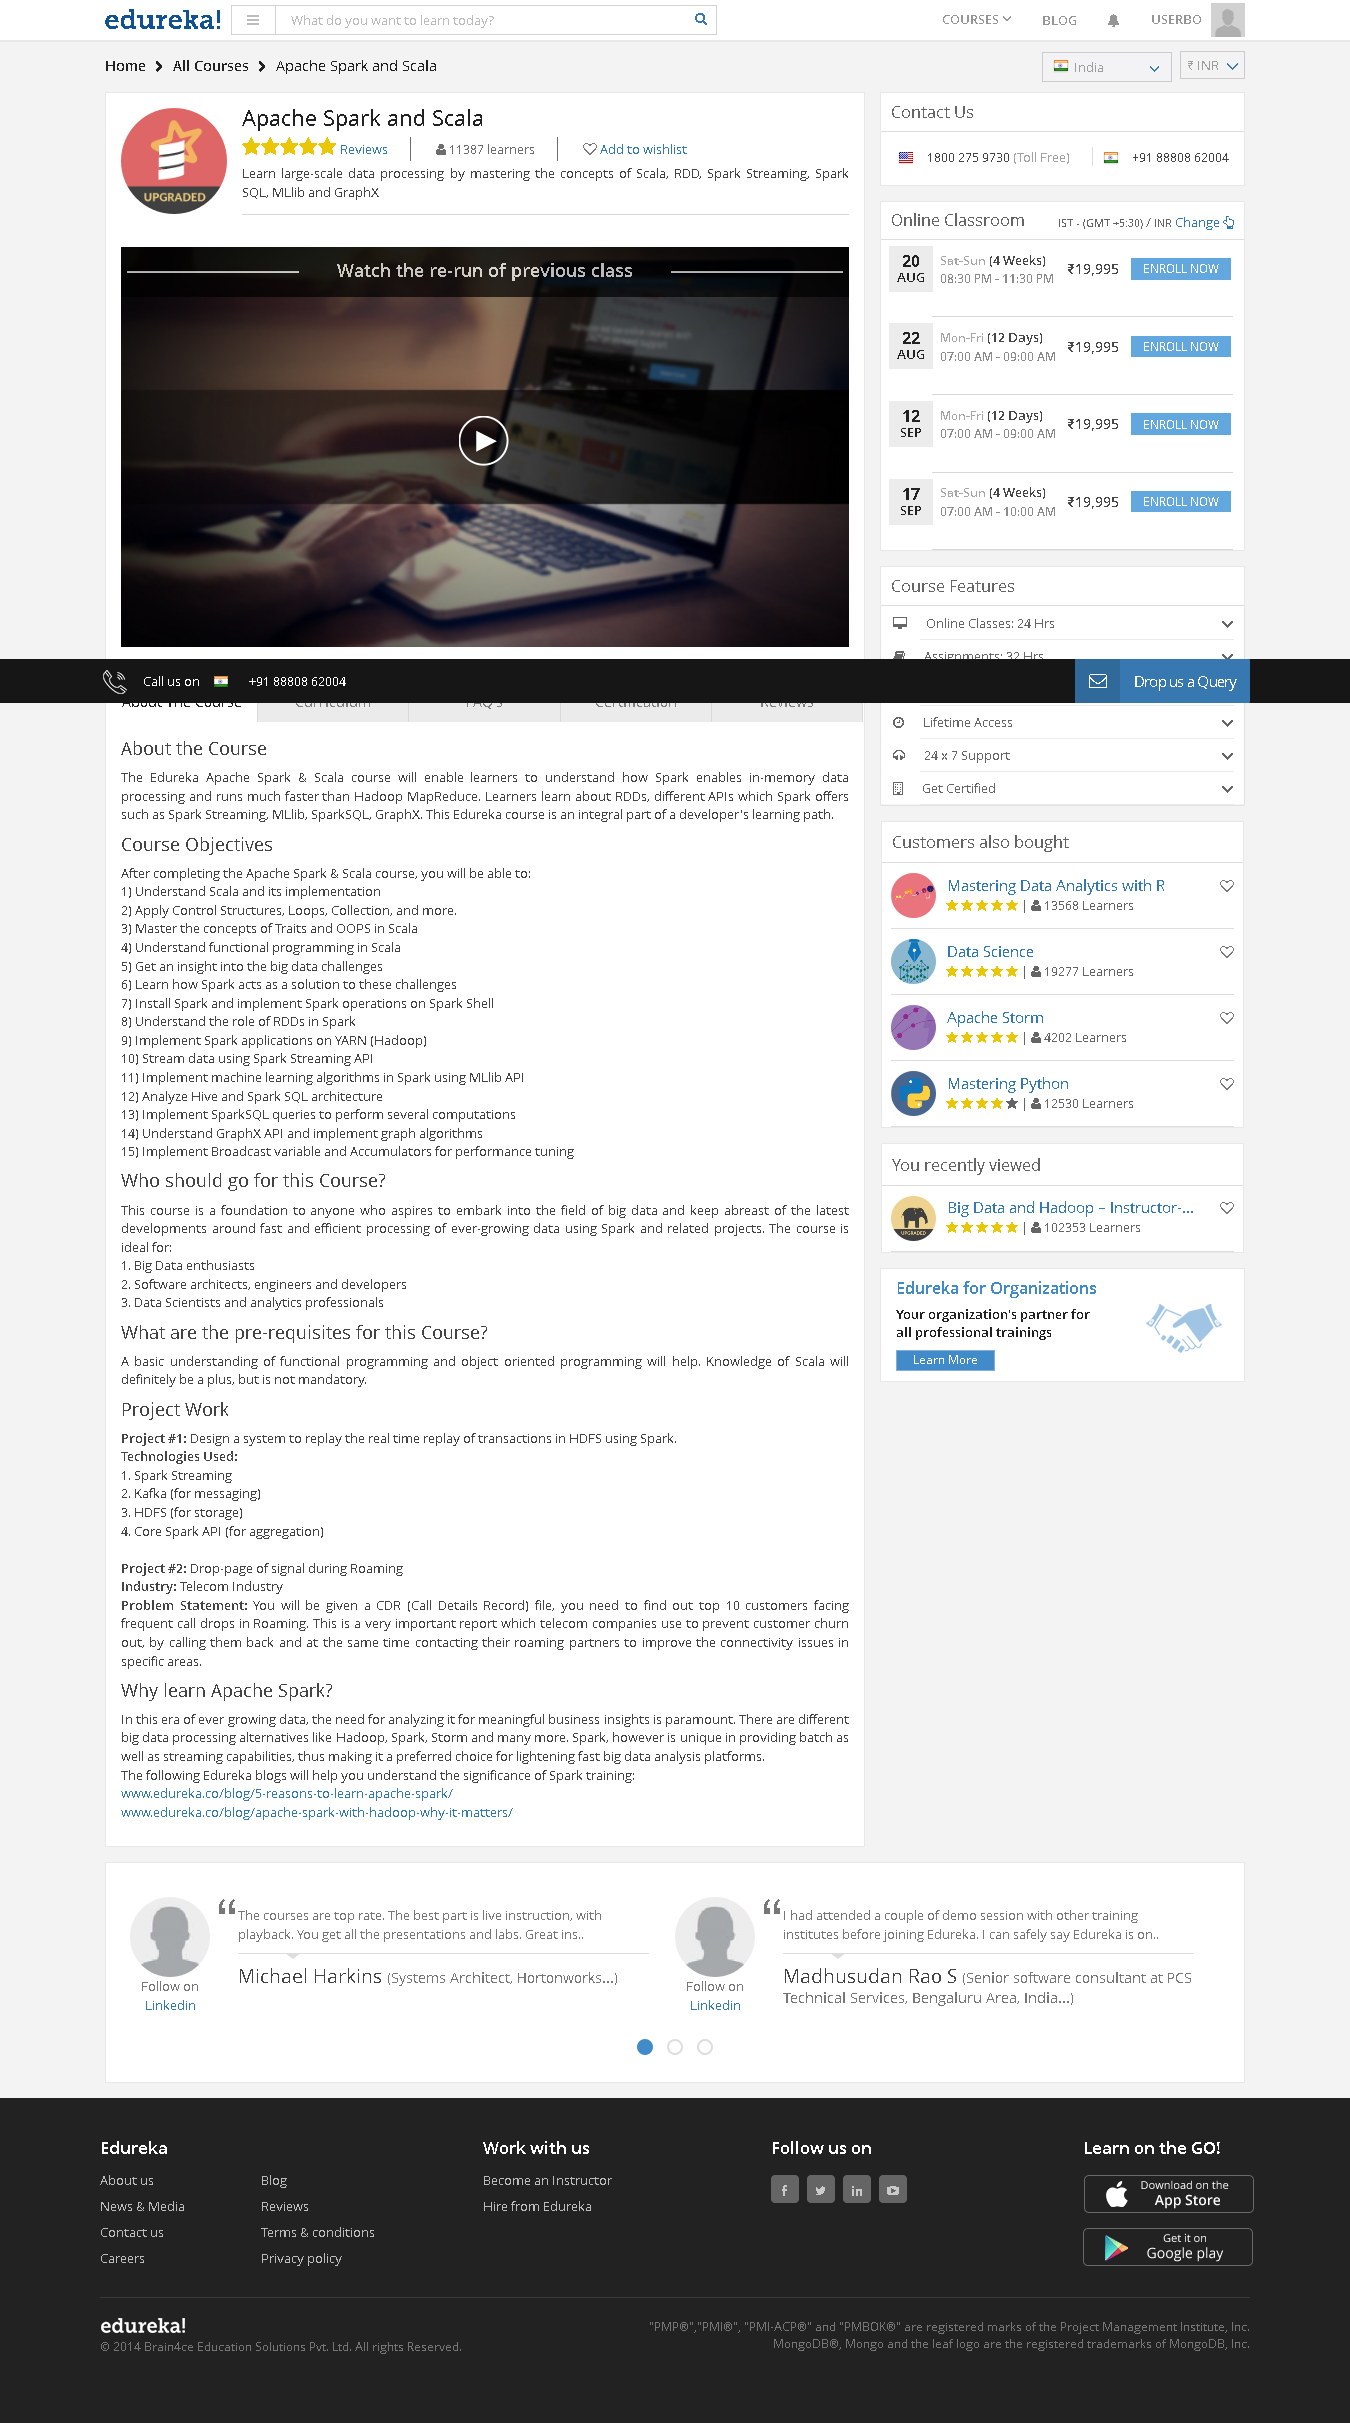 edureka!
What do you want to learn today?
COURSES
BLOG
USERBO
Home
All Courses
Apache Spark and Scala
India
₹ INR
Apache Spark and Scala
Reviews
11387 learners
Add to wishlist
Learn large-scale data processing by mastering the concepts of Scala, RDD, Spark Streaming, Spark
SQL, MLlib and GraphX
UPGRADED
Watch the re-run of previous class
Contact Us
1800 275 9730 (Toll Free)
+91 88808 62004
Online Classroom
IST - (GMT +5:30) / INR Change
20 AUG
Sat-Sun (4 Weeks)
08:30 PM - 11:30 PM
₹19,995
ENROLL NOW
22 AUG
Mon-Fri (12 Days)
07:00 AM - 09:00 AM
₹19,995
ENROLL NOW
12 SEP
Mon-Fri (12 Days)
07:00 AM - 09:00 AM
₹19,995
ENROLL NOW
17 SEP
Sat-Sun (4 Weeks)
07:00 AM - 10:00 AM
₹19,995
ENROLL NOW
Course Features
Online Classes: 24 Hrs
Assignments: 32 Hrs
Call us on
+91 88808 62004
Drop us a Query
About The Course
Curriculum
FAQ's
Certification
Reviews
Lifetime Access
24 x 7 Support
Get Certified
About the Course
The Edureka Apache Spark & Scala course will enable learners to understand how Spark enables in-memory data
processing and runs much faster than Hadoop MapReduce. Learners learn about RDDs, different APIs which Spark offers
such as Spark Streaming, MLlib, SparkSQL, GraphX. This Edureka course is an integral part of a developer's learning path.
Course Objectives
After completing the Apache Spark & Scala course, you will be able to:
1) Understand Scala and its implementation
2) Apply Control Structures, Loops, Collection, and more.
3) Master the concepts of Traits and OOPS in Scala
4) Understand functional programming in Scala
5) Get an insight into the big data challenges
6) Learn how Spark acts as a solution to these challenges
7) Install Spark and implement Spark operations on Spark Shell
8) Understand the role of RDDs in Spark
9) Implement Spark applications on YARN (Hadoop)
10) Stream data using Spark Streaming API
11) Implement machine learning algorithms in Spark using MLlib API
12) Analyze Hive and Spark SQL architecture
13) Implement SparkSQL queries to perform several computations
14) Understand GraphX API and implement graph algorithms
15) Implement Broadcast variable and Accumulators for performance tuning
Who should go for this Course?
This course is a foundation to anyone who aspires to embark into the field of big data and keep abreast of the latest
developments around fast and efficient processing of ever-growing data using Spark and related projects. The course is
ideal for:
1. Big Data enthusiasts
2. Software architects, engineers and developers
3. Data Scientists and analytics professionals
What are the pre-requisites for this Course?
A basic understanding of functional programming and object oriented programming will help. Knowledge of Scala will
definitely be a plus, but is not mandatory.
Project Work
Project #1: Design a system to replay the real time replay of transactions in HDFS using Spark.
Technologies Used:
1. Spark Streaming
2. Kafka (for messaging)
3. HDFS (for storage)
4. Core Spark API (for aggregation)
Project #2: Drop-page of signal during Roaming
Industry: Telecom Industry
Problem Statement: You will be given a CDR (Call Details Record) file, you need to find out top 10 customers facing
frequent call drops in Roaming. This is a very important report which telecom companies use to prevent customer churn
out, by calling them back and at the same time contacting their roaming partners to improve the connectivity issues in
specific areas.
Why learn Apache Spark?
In this era of ever growing data, the need for analyzing it for meaningful business insights is paramount. There are different
big data processing alternatives like Hadoop, Spark, Storm and many more. Spark, however is unique in providing batch as
well as streaming capabilities, thus making it a preferred choice for lightening fast big data analysis platforms.
The following Edureka blogs will help you understand the significance of Spark training:
www.edureka.co/blog/5-reasons-to-learn-apache-spark/
www.edureka.co/blog/apache-spark-with-hadoop-why-it-matters/
Customers also bought
Mastering Data Analytics with R
| 13568 Learners
Data Science
| 19277 Learners
Apache Storm
| 4202 Learners
Mastering Python
| 12530 Learners
You recently viewed
Big Data and Hadoop – Instructor-...
| 102353 Learners
UPGRADED
Edureka for Organizations
Your organization's partner for
all professional trainings
Learn More
“ The courses are top rate. The best part is live instruction, with
playback. You get all the presentations and labs. Great ins..
Michael Harkins (Systems Architect, Hortonworks...)
Follow on
Linkedin
“ I had attended a couple of demo session with other training
institutes before joining Edureka. I can safely say Edureka is on..
Madhusudan Rao S (Senior software consultant at PCS
Technical Services, Bengaluru Area, India...)
Follow on
Linkedin
Edureka
About us
News & Media
Contact us
Careers
Blog
Reviews
Terms & conditions
Privacy policy
Work with us
Become an Instructor
Hire from Edureka
Follow us on
Learn on the GO!
Download on the
App Store
Get it on
Google play
edureka!
© 2014 Brain4ce Education Solutions Pvt. Ltd. All rights Reserved.
"PMP®","PMI®", "PMI-ACP®" and "PMBOK®" are registered marks of the Project Management Institute, Inc.
MongoDB®, Mongo and the leaf logo are the registered trademarks of MongoDB, Inc.